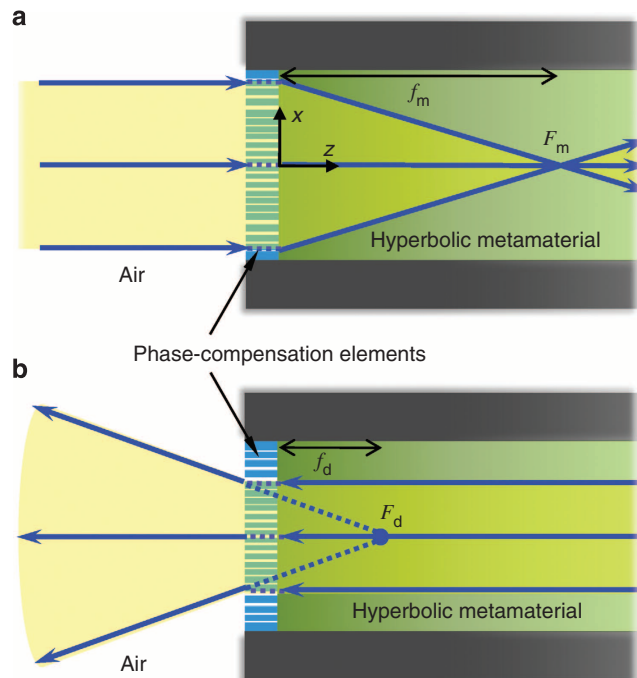 a
f_m
x
z
F_m
Hyperbolic metamaterial
Air
Phase-compensation elements
b
f_d
F_d
Hyperbolic metamaterial
Air